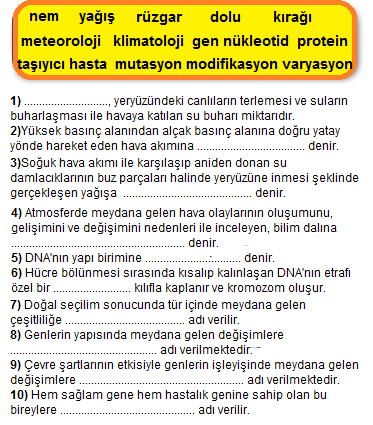 nem yağış rüzgar dolu kırağı
meteoroloji klimatoloji gen nükleotid protein
taşıyıcı hasta mutasyon modifikasyon varyasyon
1) ............................, yeryüzündeki canlıların terlemesi ve suların
buharlaşması ile havaya katılan su buharı miktarıdır.
2)Yüksek basınç alanından alçak basınç alanına doğru yatay
yönde hareket eden hava akımına .................................... denir.
3)Soğuk hava akımı ile karşılaşıp aniden donan su
damlacıklarının buz parçaları halinde yeryüzüne inmesi şeklinde
gerçekleşen yağışa ........................................... denir.
4) Atmosferde meydana gelen hava olaylarının oluşumunu,
gelişimini ve değişimini nedenleri ile inceleyen, bilim dalına
.......................................................... denir.
5) DNA'nın yapı birimine ................................ denir.
6) Hücre bölünmesi sırasında kısalıp kalınlaşan DNA'nın etrafı
özel bir .......................... kılıfla kaplanır ve kromozom oluşur.
7) Doğal seçilim sonucunda tür içinde meydana gelen
çeşitliliğe ........................................ adı verilir.
8) Genlerin yapısında meydana gelen değişimlere
................................................. adı verilmektedir.
9) Çevre şartlarının etkisiyle genlerin işleyişinde meydana gelen
değişimlere ....................................................... adı verilmektedir.
10) Hem sağlam gene hem hastalık genine sahip olan bu
bireylere ............................................. adı verilir.